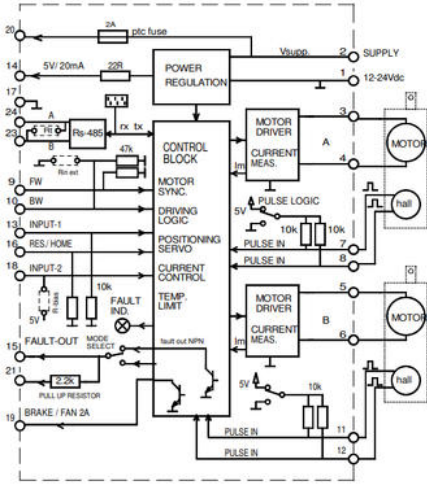 20
2A
ptc fuse
Vsupp.
2
SUPPLY
14
5V/ 20mA
22R
POWER
REGULATION
1
12-24Vdc
17
24
A
Rt
23
B
Rs-485
rx tx
CONTROL
BLOCK
MOTOR
DRIVER
CURRENT
MEAS.
A
3
4
MOTOR
Im
Rin ext
47k
9
FW
MOTOR
SYNC.
10
BW
DRIVING
LOGIC
13
INPUT-1
POSITIONING
SERVO
16
RES/ HOME
18
INPUT-2
CURRENT
CONTROL
PULSE LOGIC
5V
10k
10k
hall
PULSE IN
7
PULSE IN
8
R-bias
5V
10k
FAULT
IND.
TEMP.
LIMIT
MOTOR
DRIVER
CURRENT
MEAS.
B
5
6
MOTOR
Im
15
FAULT-OUT
MODE
SELECT
fault out NPN
21
2.2k
PULL UP RESISTOR
5V
10k
hall
19
BRAKE / FAN 2A
PULSE IN
11
PULSE IN
12